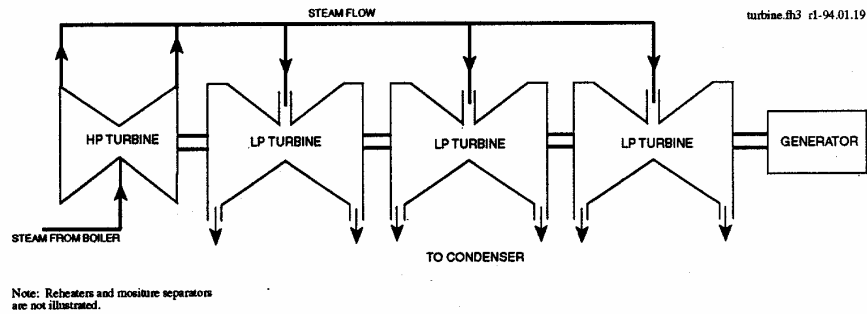 STEAM FLOW
turbine.fh3 r1-94.01.19
HP TURBINE
LP TURBINE
LP TURBINE
LP TURBINE
GENERATOR
STEAM FROM BOILER
TO CONDENSER
Note: Reheaters and mositure separators
are not illustrated.